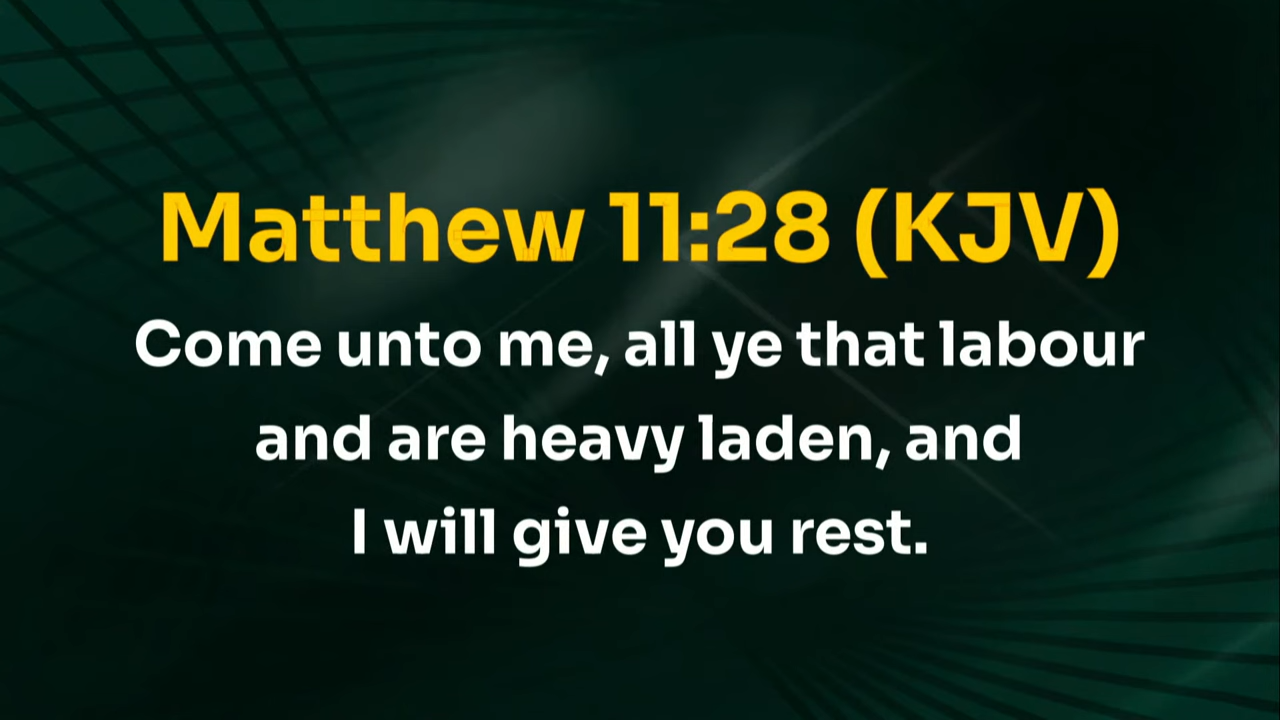 Matthew 11:28 (KJV)
Come unto me, all ye that labour
and are heavy laden, and
I will give you rest.